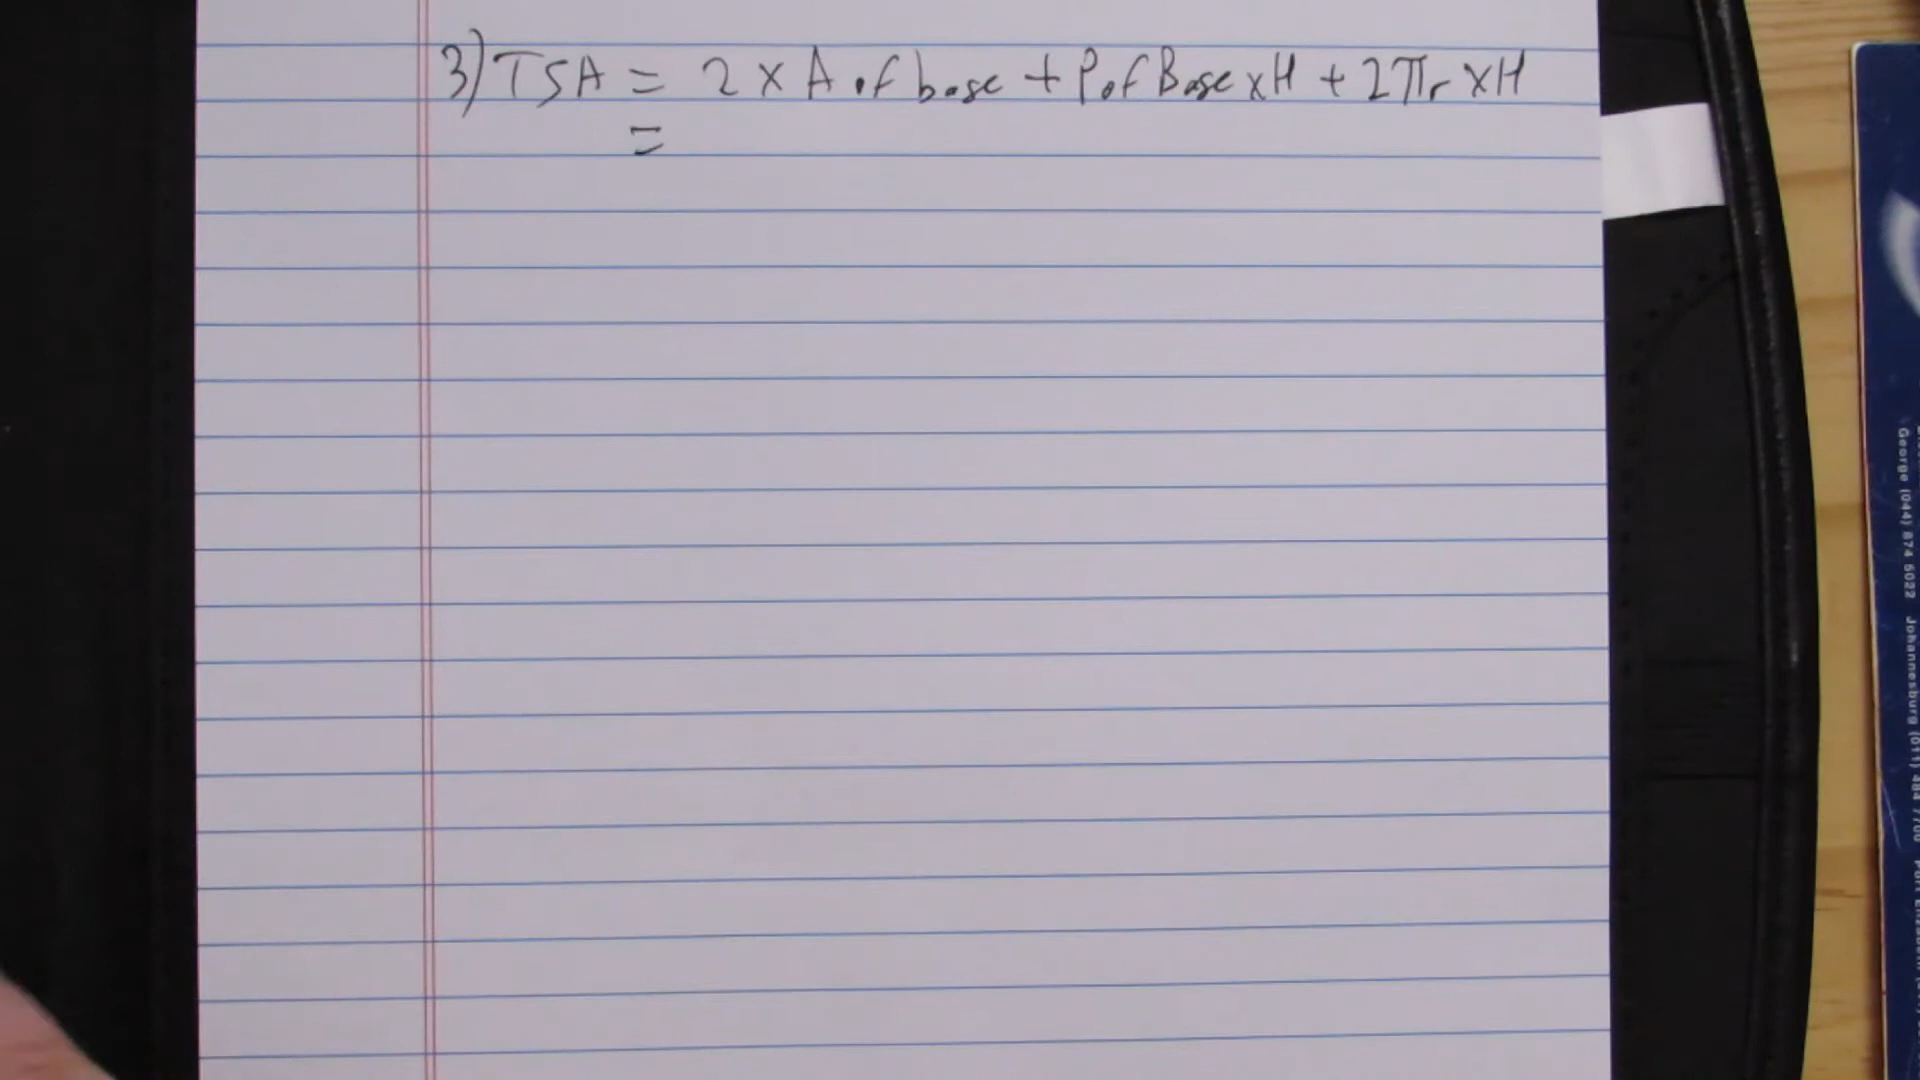 3) TSA = 2 x A of base + P of Base x H + 2πr x H
=
George (044) 874 5022 Johannesburg (011) 484 7700